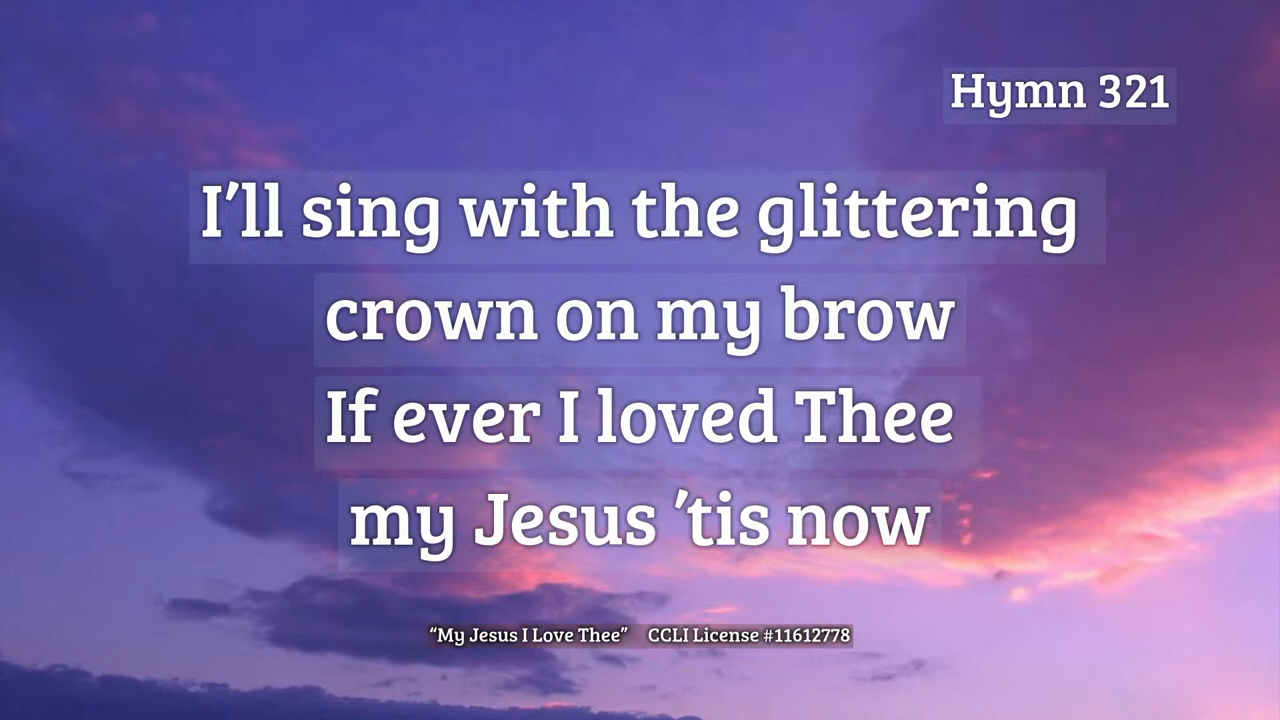 Hymn 321
I’ll sing with the glittering
crown on my brow
If ever I loved Thee
my Jesus ’tis now
“My Jesus I Love Thee” CCLI License #11612778